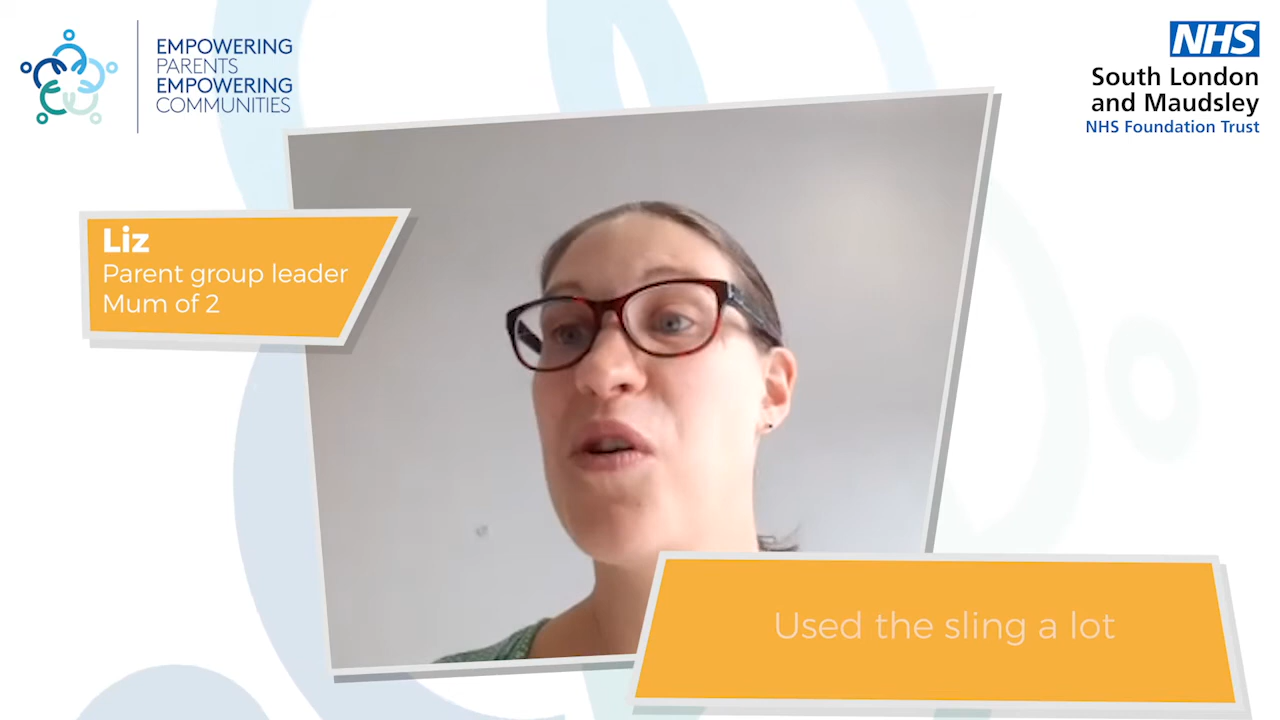 EMPOWERING
PARENTS
EMPOWERING
COMMUNITIES
NHS
South London
and Maudsley
NHS Foundation Trust
Liz
Parent group leader
Mum of 2
Used the sling a lot